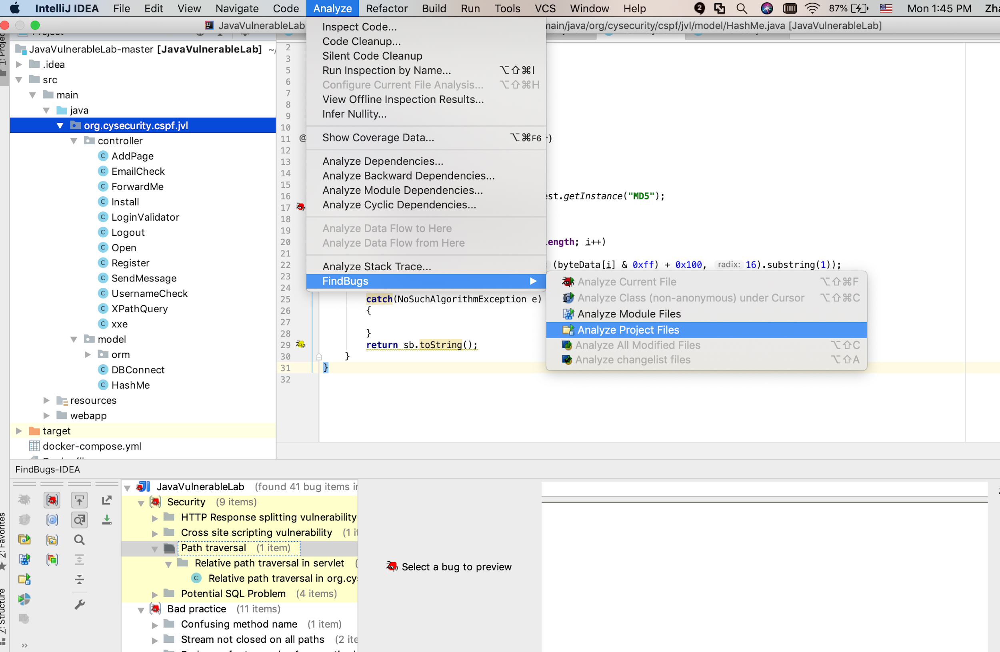 IntelliJ IDEA File Edit View Navigate Code Analyze Refactor Build Run Tools VCS Window Help 2 87% Mon 1:45 PM
JavaVulnerableLab
main/java/org/cysecurity/cspf/jvl/model/HashMe.java [JavaVulnerableLab]
Project
1: Project
JavaVulnerableLab-master [JavaVulnerableLab] ~/
.idea
src
main
java
org.cysecurity.cspf.jvl
controller
AddPage
EmailCheck
ForwardMe
Install
LoginValidator
Logout
Open
Register
SendMessage
UsernameCheck
XPathQuery
xxe
model
orm
DBConnect
HashMe
resources
webapp
target
docker-compose.yml
Inspect Code...
Code Cleanup...
Silent Code Cleanup
Run Inspection by Name... ⌥⇧⌘I
Configure Current File Analysis... ⌥⇧⌘H
View Offline Inspection Results...
Infer Nullity...
Show Coverage Data... ⌥⌘F6
Analyze Dependencies...
Analyze Backward Dependencies...
Analyze Module Dependencies...
Analyze Cyclic Dependencies...
Analyze Data Flow to Here
Analyze Data Flow from Here
Analyze Stack Trace...
FindBugs
Analyze Current File ⌥⇧⌘F
Analyze Class (non-anonymous) under Cursor ⌥⇧⌘C
Analyze Module Files
Analyze Project Files
Analyze All Modified Files ⌥⇧C
Analyze changelist files ⌥⇧A
2
3
5
6
7
8
9
10
11 @ )
12
13
14
15
16 est.getInstance("MD5");
17
18
19
20 length; i++)
21
22 (byteData[i] & 0xff) + 0x100, radix: 16).substring(1));
23
24
25 catch(NoSuchAlgorithmException e)
26 {
27
28 }
29 return sb.toString();
30 }
31 }
32
FindBugs-IDEA
2: Favorites
7: Structure
JavaVulnerableLab (found 41 bug items in
Security (9 items)
HTTP Response splitting vulnerability
Cross site scripting vulnerability (1 it
Path traversal (1 item)
Relative path traversal in servlet (
Relative path traversal in org.cys
Potential SQL Problem (4 items)
Bad practice (11 items)
Confusing method name (1 item)
Stream not closed on all paths (2 ite
Select a bug to preview
»